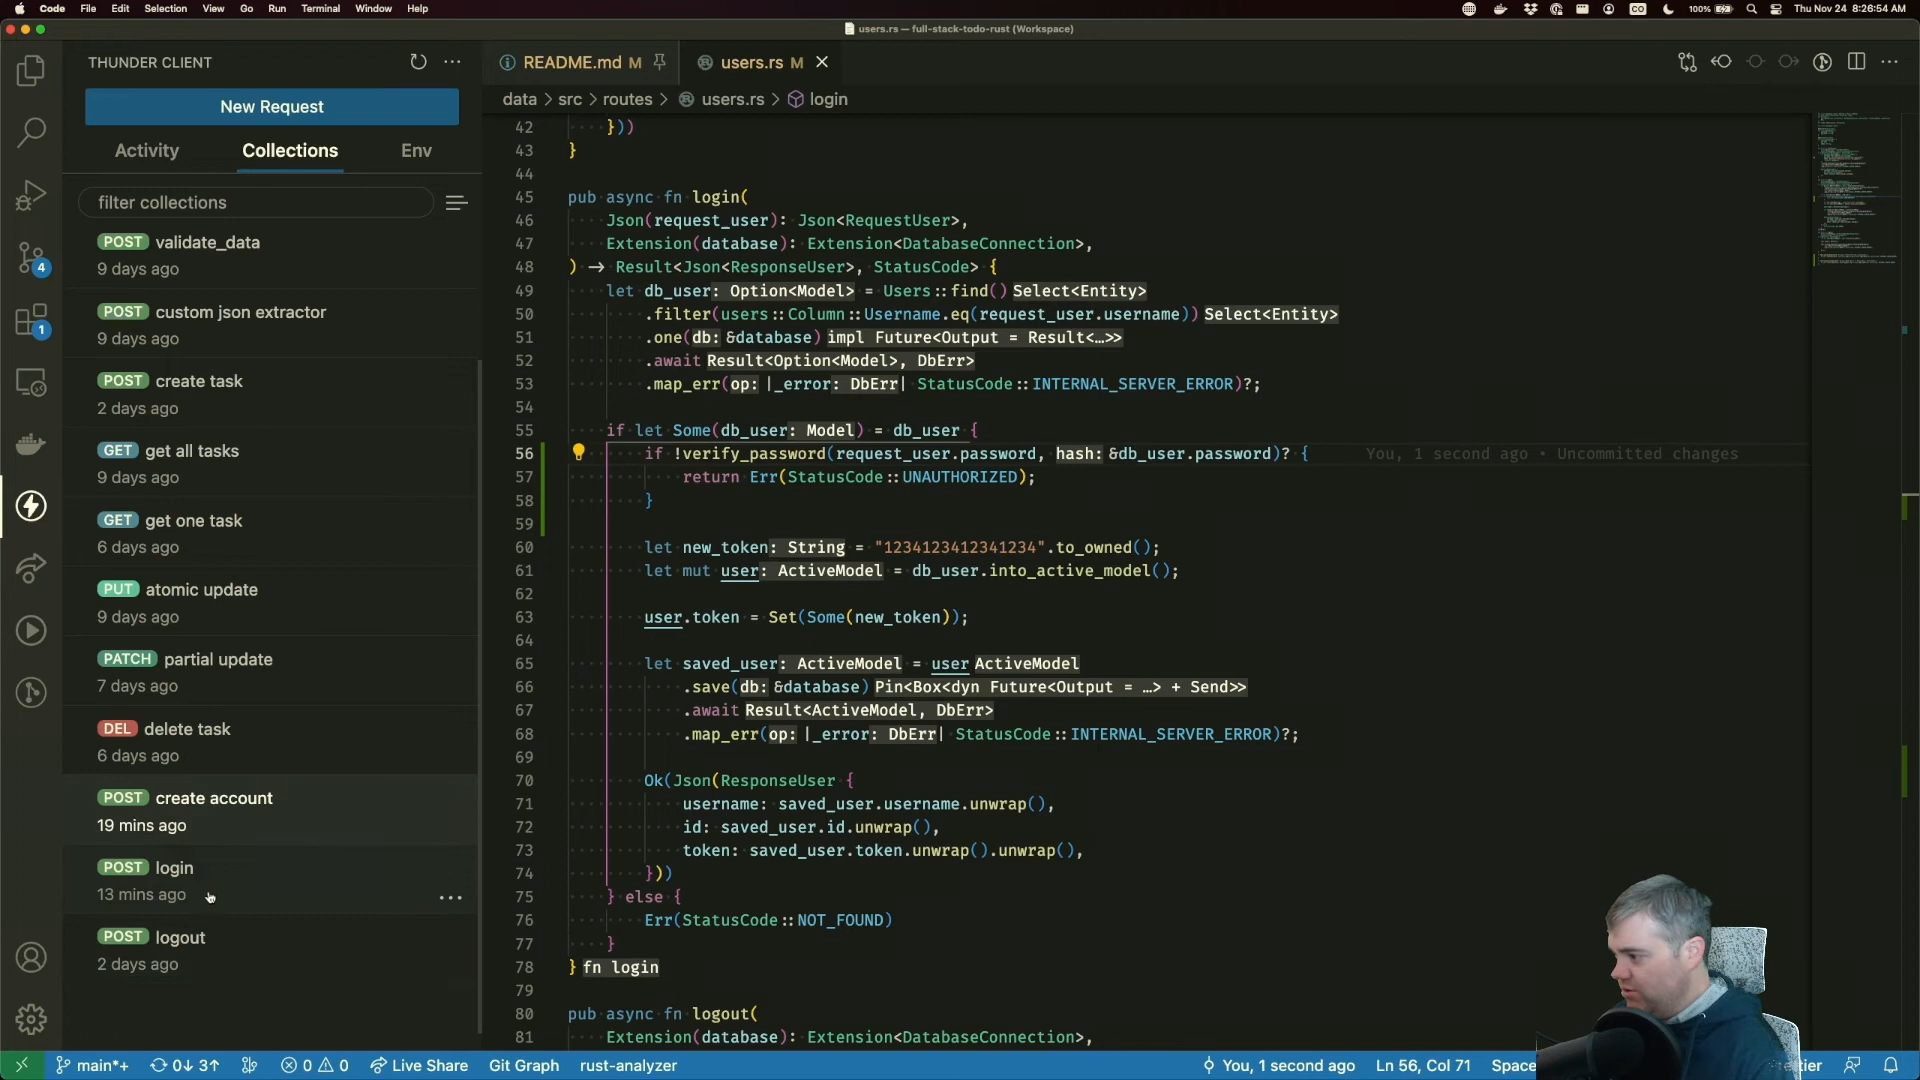 Code File Edit Selection View Go Run Terminal Window Help
CO 100% Thu Nov 24 8:26:54 AM
users.rs — full-stack-todo-rust (Workspace)
THUNDER CLIENT
New Request
Activity Collections Env
filter collections
POST validate_data
9 days ago
POST custom json extractor
9 days ago
POST create task
2 days ago
GET get all tasks
9 days ago
GET get one task
6 days ago
PUT atomic update
9 days ago
PATCH partial update
7 days ago
DEL delete task
6 days ago
POST create account
19 mins ago
POST login
13 mins ago
POST logout
2 days ago
4
1
README.md M users.rs M
data > src > routes > users.rs > login
42 }))
43 }
44
45 pub async fn login(
46 Json(request_user): Json<RequestUser>,
47 Extension(database): Extension<DatabaseConnection>,
48 ) → Result<Json<ResponseUser>, StatusCode> {
49 let db_user: Option<Model> = Users::find() Select<Entity>
50 .filter(users::Column::Username.eq(request_user.username)) Select<Entity>
51 .one(db: &database) impl Future<Output = Result<…>>
52 .await Result<Option<Model>, DbErr>
53 .map_err(op: |_error: DbErr| StatusCode::INTERNAL_SERVER_ERROR)?;
54
55 if let Some(db_user: Model) = db_user {
56 if !verify_password(request_user.password, hash: &db_user.password)? { You, 1 second ago • Uncommitted changes
57 return Err(StatusCode::UNAUTHORIZED);
58 }
59
60 let new_token: String = "1234123412341234".to_owned();
61 let mut user: ActiveModel = db_user.into_active_model();
62
63 user.token = Set(Some(new_token));
64
65 let saved_user: ActiveModel = user ActiveModel
66 .save(db: &database) Pin<Box<dyn Future<Output = …> + Send>>
67 .await Result<ActiveModel, DbErr>
68 .map_err(op: |_error: DbErr| StatusCode::INTERNAL_SERVER_ERROR)?;
69
70 Ok(Json(ResponseUser {
71 username: saved_user.username.unwrap(),
72 id: saved_user.id.unwrap(),
73 token: saved_user.token.unwrap().unwrap(),
74 }))
75 } else {
76 Err(StatusCode::NOT_FOUND)
77 }
78 } fn login
79
80 pub async fn logout(
81 Extension(database): Extension<DatabaseConnection>,
main*+ 0↓ 3↑ 0 0 Live Share Git Graph rust-analyzer You, 1 second ago Ln 56, Col 71